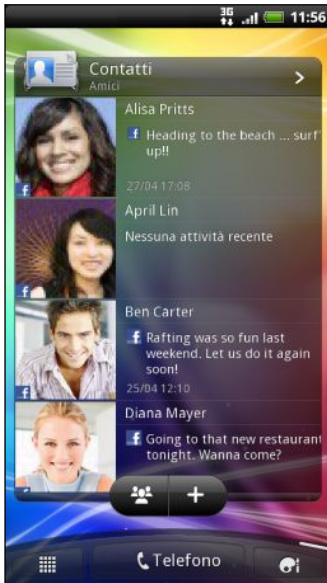 3G 11:56
Contatti
Amici
Alisa Pritts
f Heading to the beach ... surf
up!!
27/04 17:08
f
April Lin
Nessuna attività recente
f
Ben Carter
f Rafting was so fun last
weekend. Let us do it again
soon!
25/04 12:10
f
Diana Mayer
f Going to that new restaurant
tonight. Wanna come?
f
Telefono